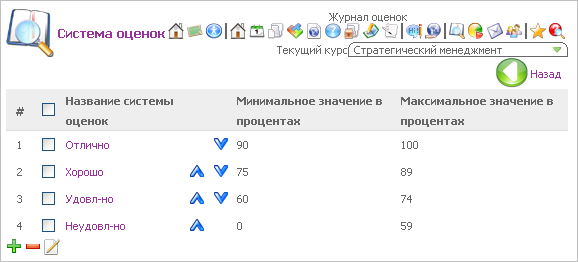 Журнал оценок
Система оценок
Текущий курс Стратегический менеджмент
Назад
# Название системы оценок Минимальное значение в процентах Максимальное значение в процентах
1 Отлично 90 100
2 Хорошо 75 89
3 Удовл-но 60 74
4 Неудовл-но 0 59